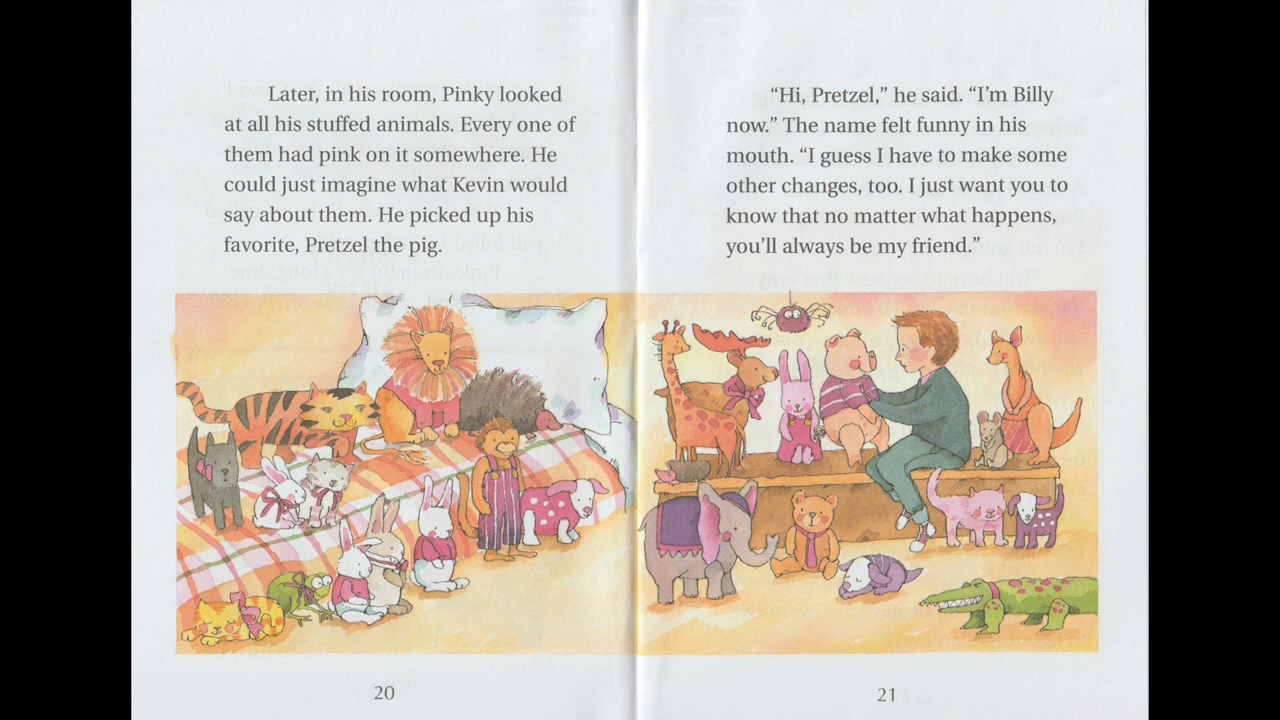 Later, in his room, Pinky looked
at all his stuffed animals. Every one of
them had pink on it somewhere. He
could just imagine what Kevin would
say about them. He picked up his
favorite, Pretzel the pig.
20
“Hi, Pretzel,” he said. “I’m Billy
now.” The name felt funny in his
mouth. “I guess I have to make some
other changes, too. I just want you to
know that no matter what happens,
you’ll always be my friend.”
21